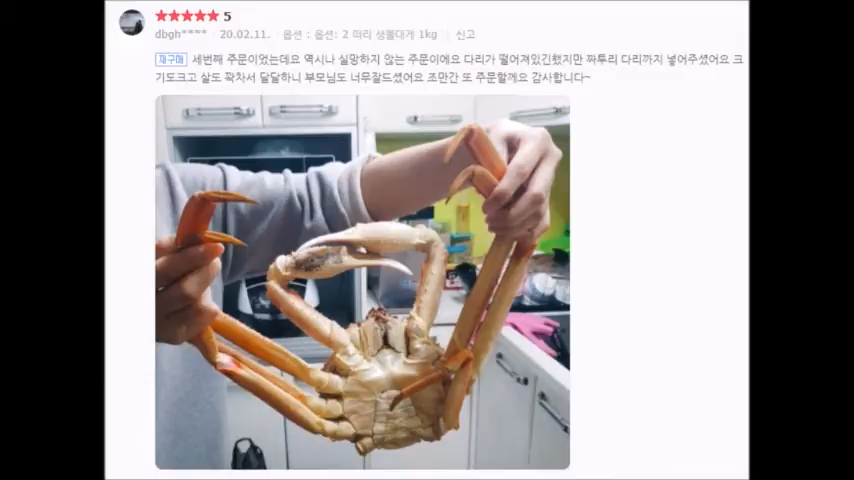 ★★★★★ 5
dbgh**** · 20.02.11. · 옵션 : 옵션: 2 마리 생물대게 1kg | 신고
재구매 세번째 주문이었는데요 역시나 실망하지 않는 주문이에요 다리가 떨어져있긴했지만 짜투리 다리까지 넣어주셨어요 크
기도크고 살도 꽉차서 달달하니 부모님도 너무잘드셨어요 조만간 또 주문할께요 감사합니다~